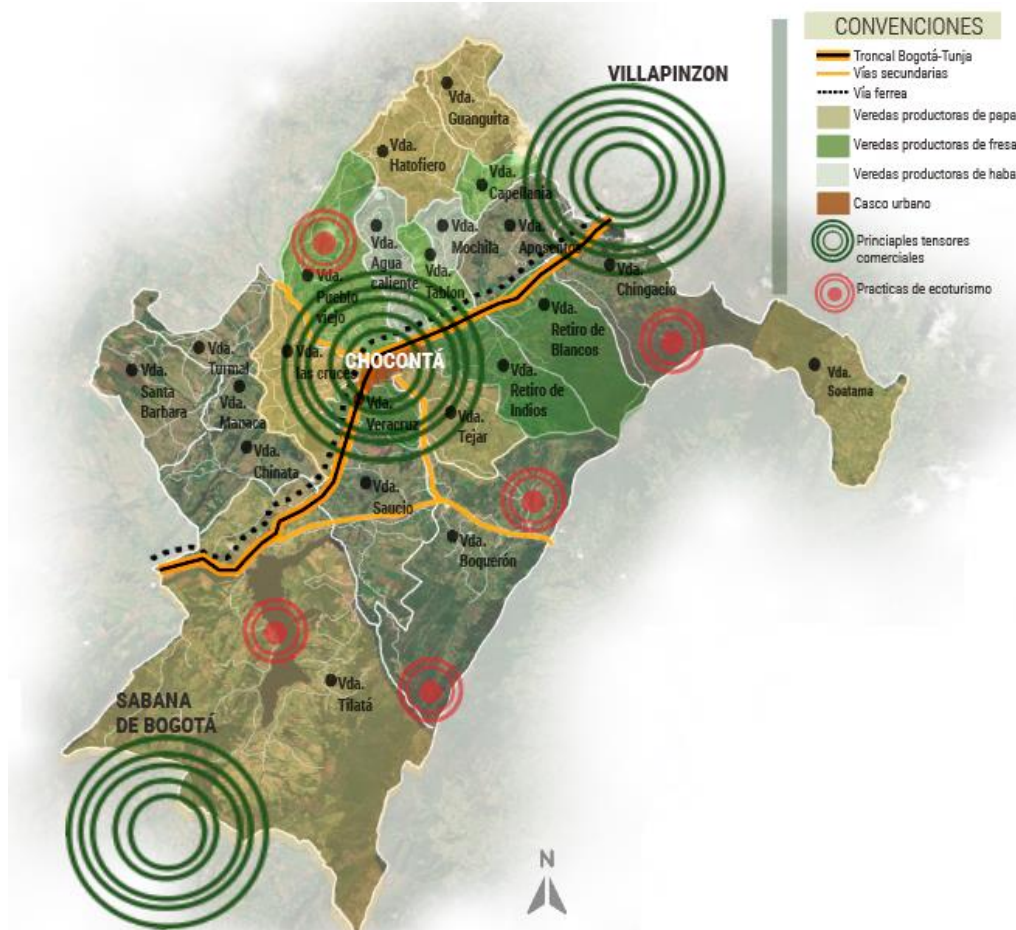 CONVENCIONES
Troncal Bogotá-Tunja
Vías secundarias
Vía ferrea
Veredas productoras de papa
Veredas productoras de fresa
Veredas productoras de haba
Casco urbano
Princiaples tensores
comerciales
Practicas de ecoturismo
VILLAPINZON
Vda.
Guanguita
Vda.
Hatofiero
Vda.
Capellania
Vda.
Agua
caliente
Vda.
Mochila
Vda.
Aposentos
Vda.
Tablon
Vda.
Pueblo
viejo
Vda.
Chingacio
Vda.
Retiro de
Blancos
Vda.
Turmal
Vda.
Santa
Barbara
Vda.
Manaca
Vda.
las cruces
CHOCONTÁ
Vda.
Retiro de
Indios
Vda.
Soatama
Vda.
Veracruz
Vda.
Tejar
Vda.
Chinata
Vda.
Saucio
Vda.
Boquerón
Vda.
Tilatá
SABANA
DE BOGOTÁ
N